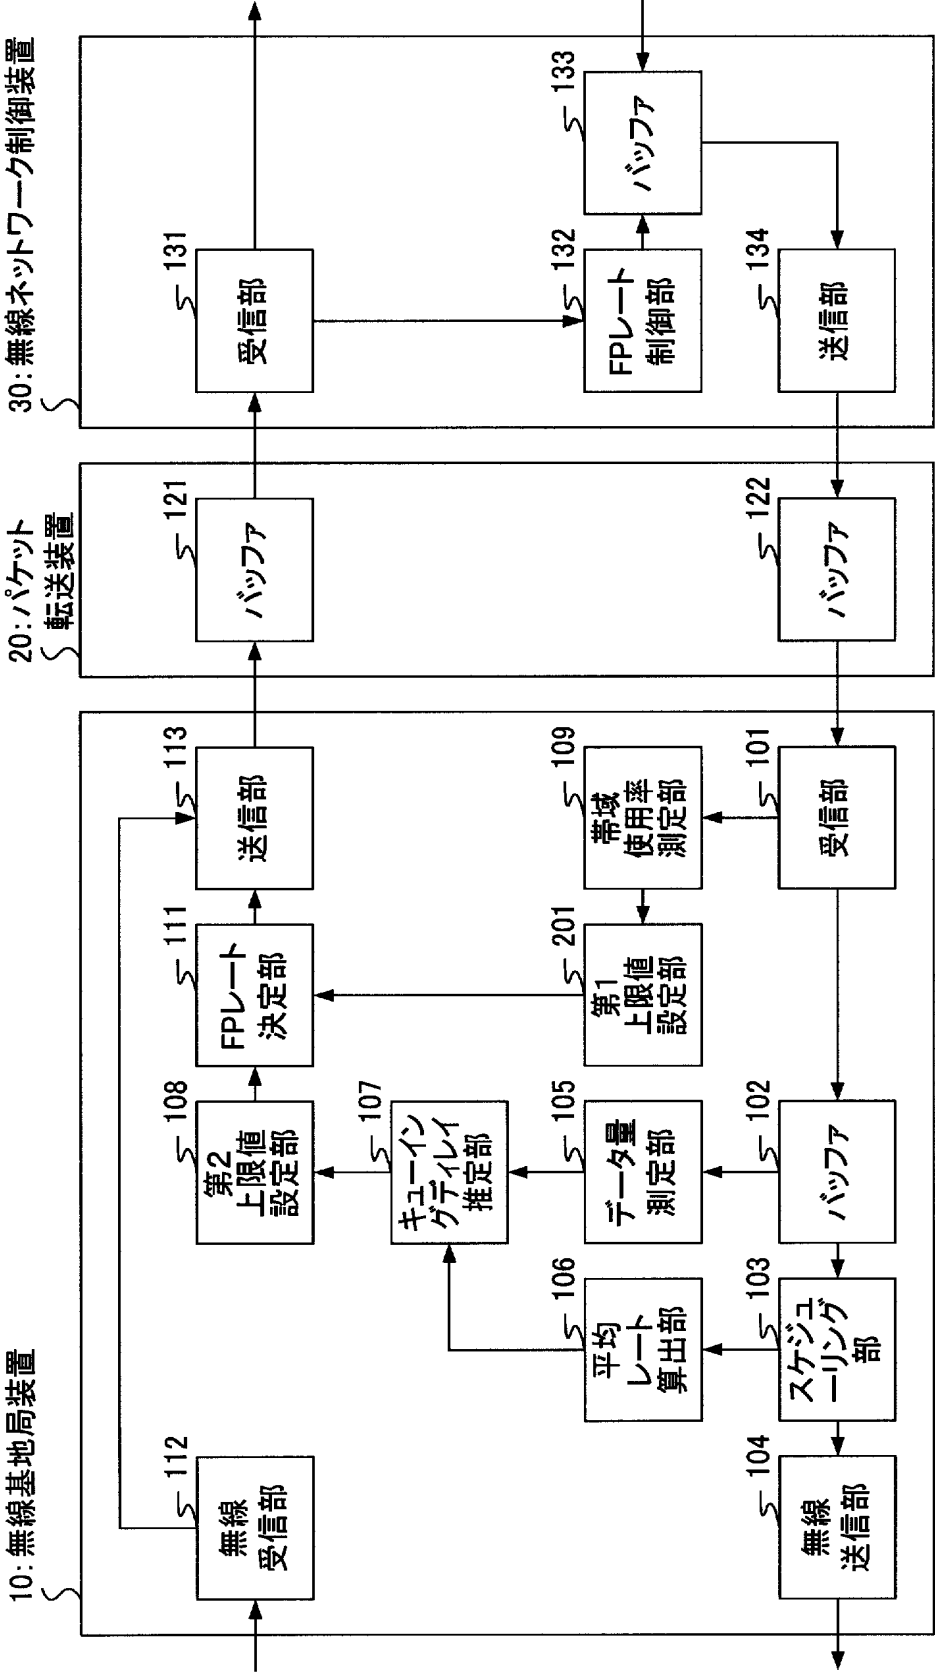 10:無線基地局装置
20:パケット
転送装置
30:無線ネットワーク制御装置
112
無線
受信部
108
第2
上限値
設定部
111
FPレート
決定部
113
送信部
121
バッファ
131
受信部
107
キューイン
グディレイ
推定部
106
平均
レート
算出部
105
データ量
測定部
201
第1
上限値
設定部
109
帯域
使用率
測定部
132
FPレート
制御部
133
バッファ
104
無線
送信部
103
スケジュ
ーリング
部
102
バッファ
101
受信部
122
バッファ
134
送信部